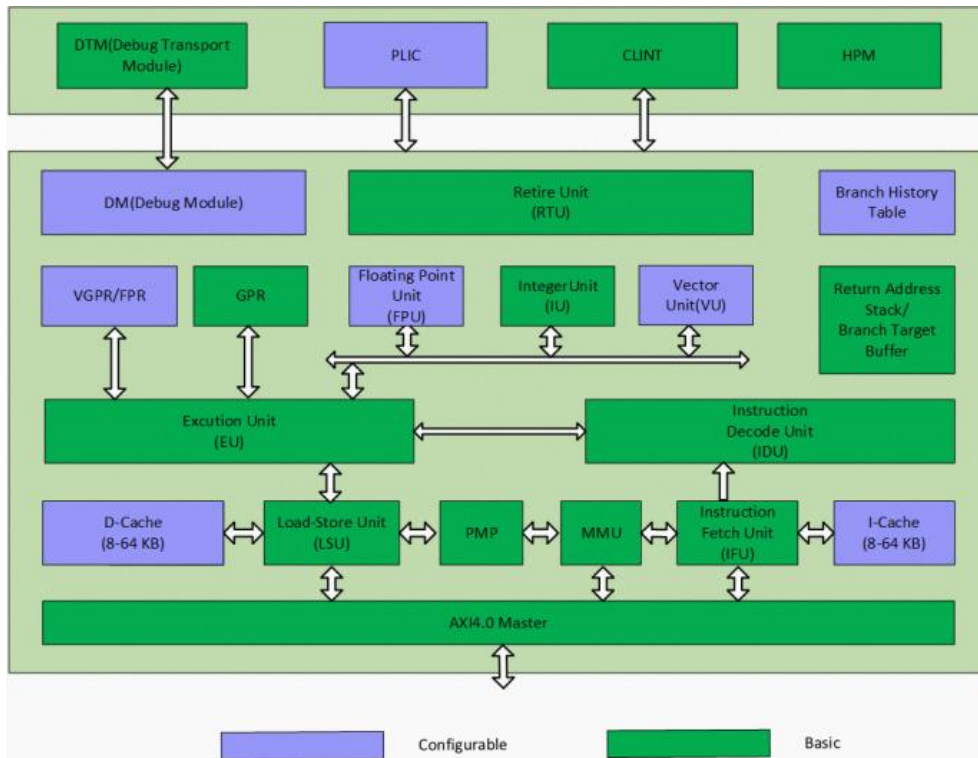 DTM(Debug Transport
Module)
PLIC
CLINT
HPM
DM(Debug Module)
Retire Unit
(RTU)
Branch History
Table
VGPR/FPR
GPR
Floating Point
Unit
(FPU)
IntegerUnit
(IU)
Vector
Unit(VU)
Return Address
Stack/
Branch Target
Buffer
Excution Unit
(EU)
Instruction
Decode Unit
(IDU)
D-Cache
(8-64 KB)
Load-Store Unit
(LSU)
PMP
MMU
Instruction
Fetch Unit
(IFU)
I-Cache
(8-64 KB)
AXI4.0 Master
Configurable
Basic